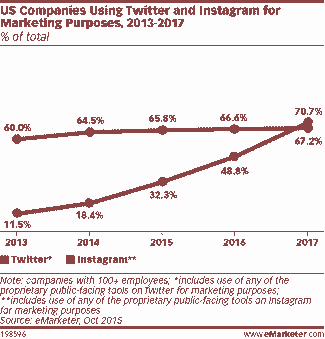 US Companies Using Twitter and Instagram for
Marketing Purposes, 2013-2017
% of total
60.0% 64.5% 65.8% 66.6% 70.7%
67.2%
11.5% 18.4% 32.3% 48.8%
2013 2014 2015 2016 2017
Twitter* Instagram**
Note: companies with 100+ employees; *includes use of any of the
proprietary public-facing tools on Twitter for marketing purposes;
**includes use of any of the proprietary public-facing tools on Instagram
for marketing purposes
Source: eMarketer, Oct 2015
198596 www.eMarketer.com